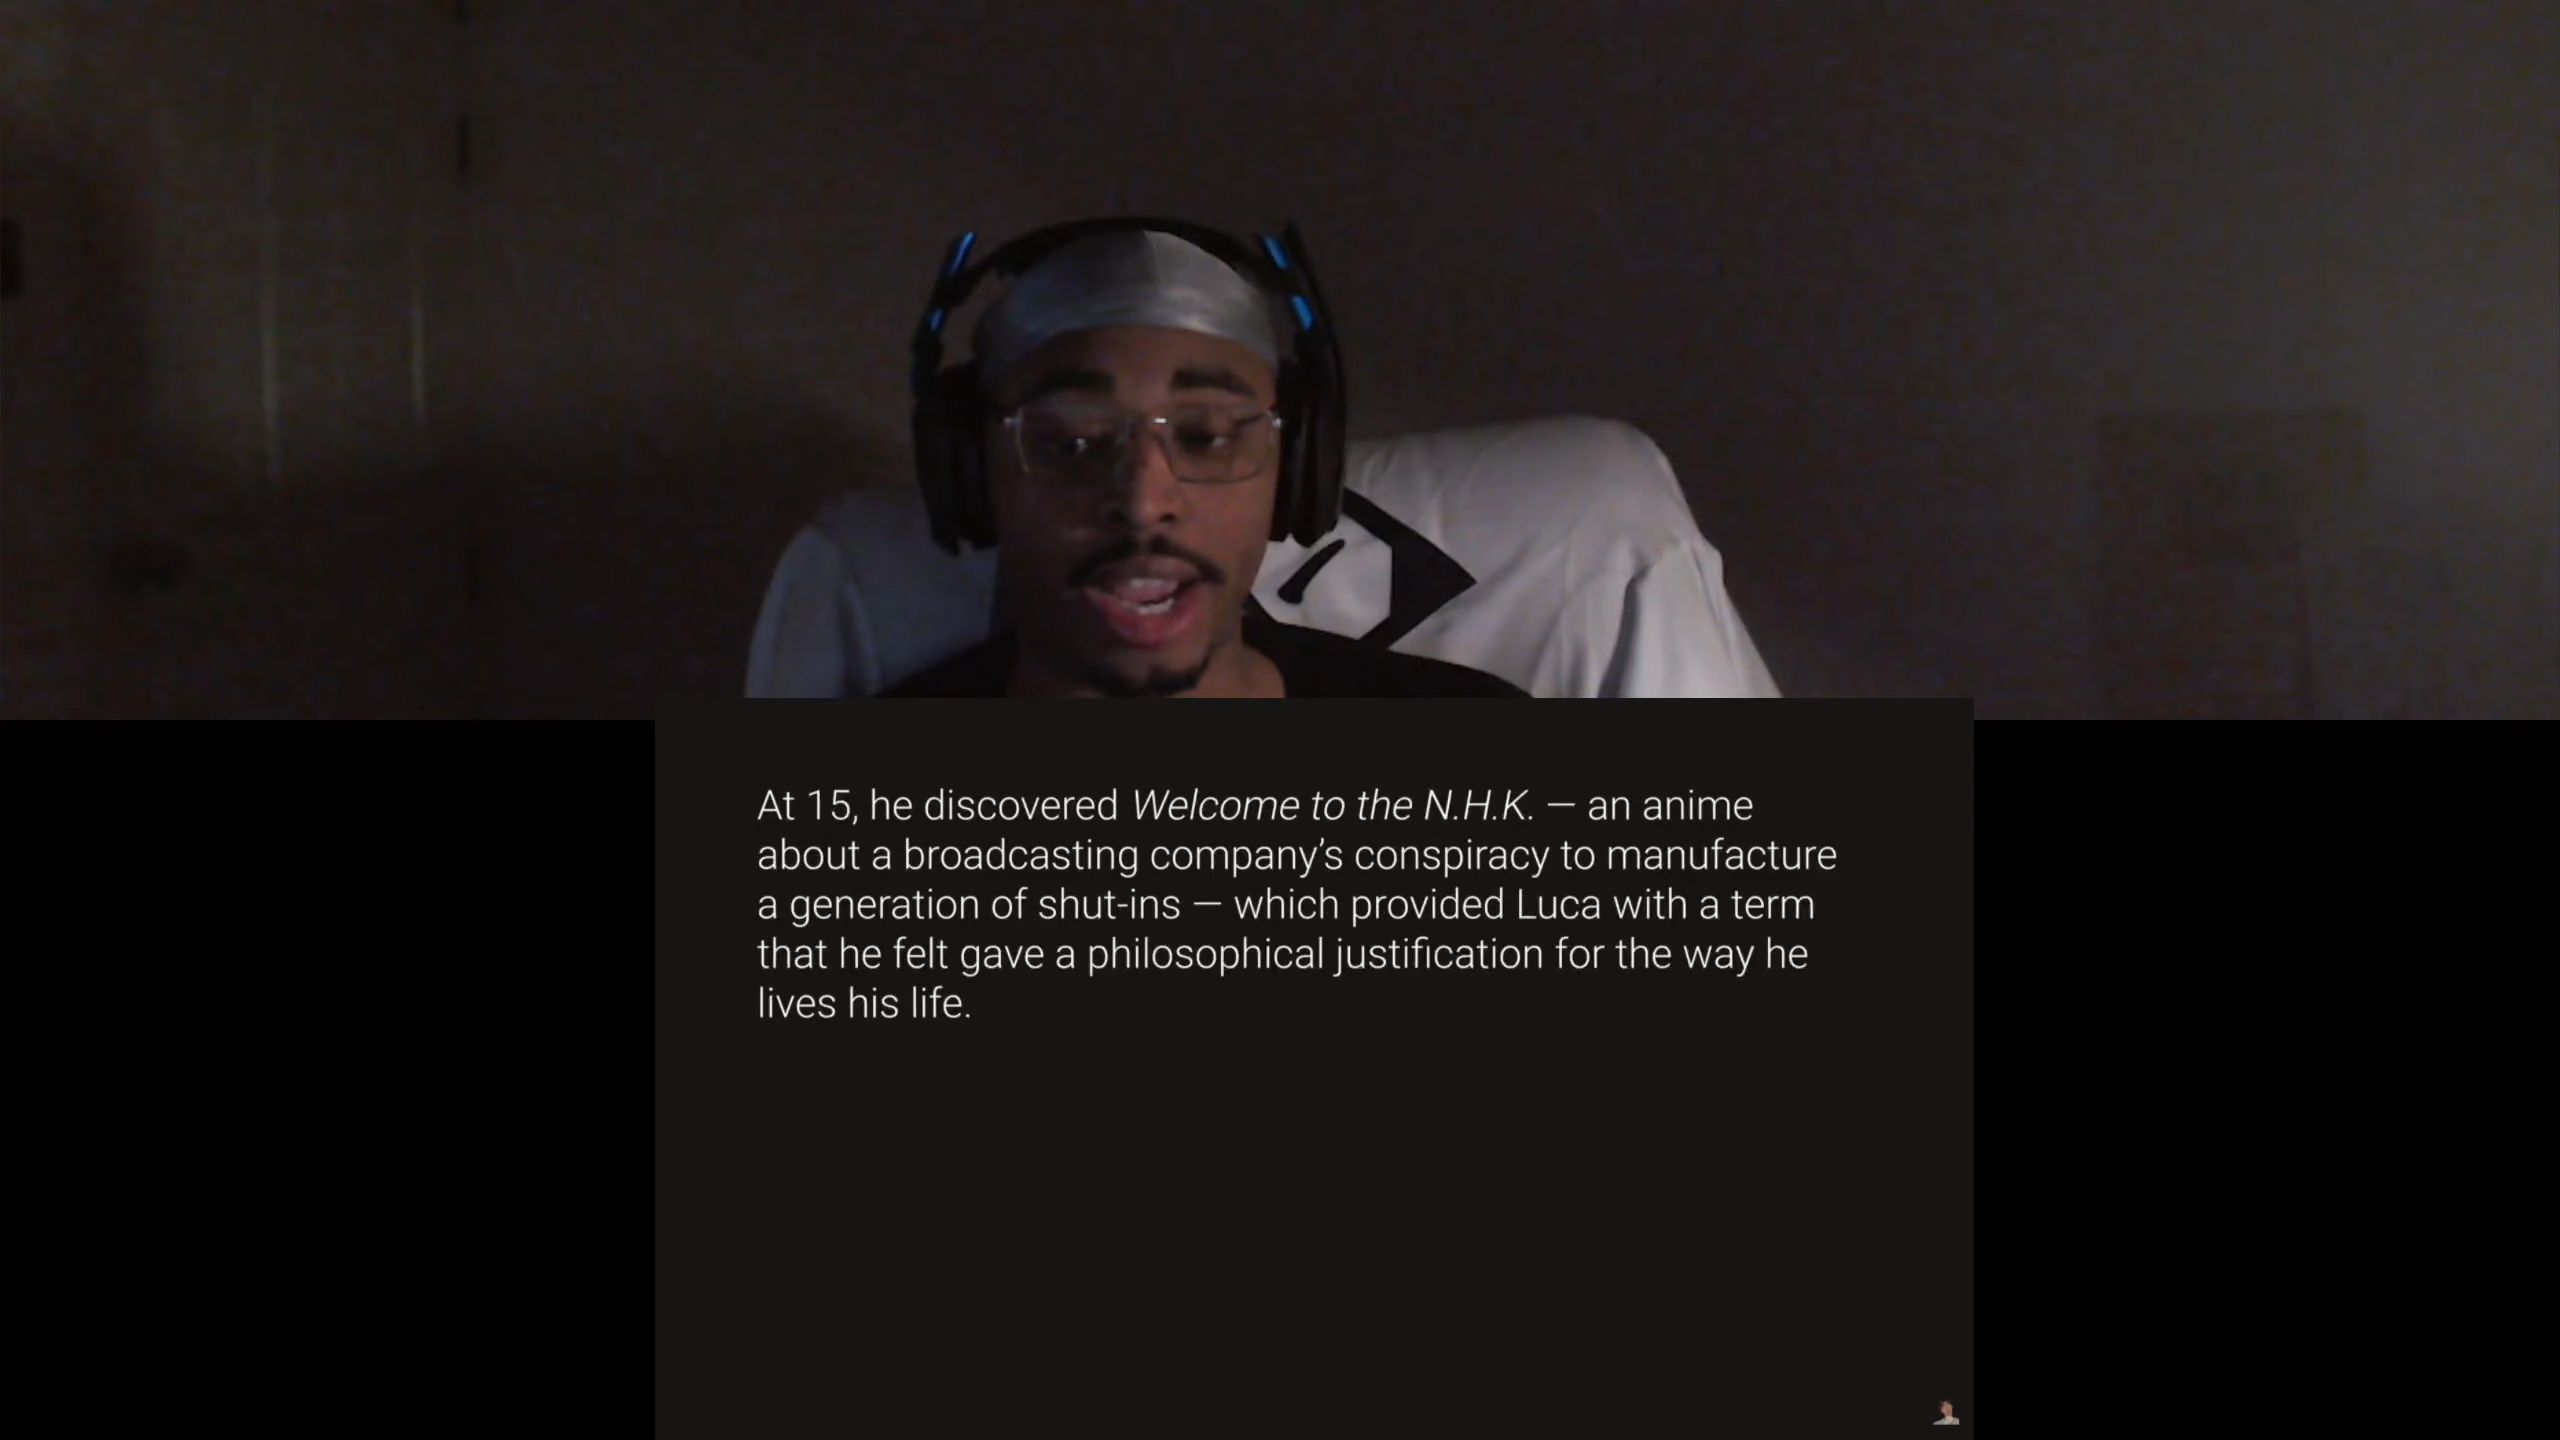 At 15, he discovered Welcome to the N.H.K. — an anime
about a broadcasting company’s conspiracy to manufacture
a generation of shut-ins — which provided Luca with a term
that he felt gave a philosophical justification for the way he
lives his life.